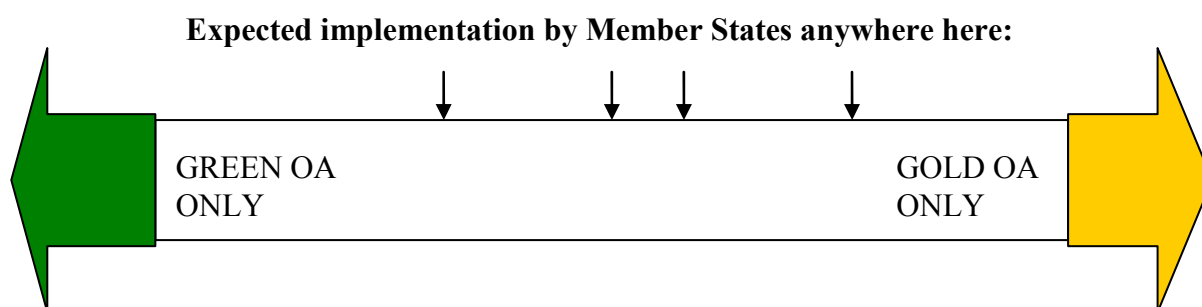 Expected implementation by Member States anywhere here:
GREEN OA
ONLY
GOLD OA
ONLY